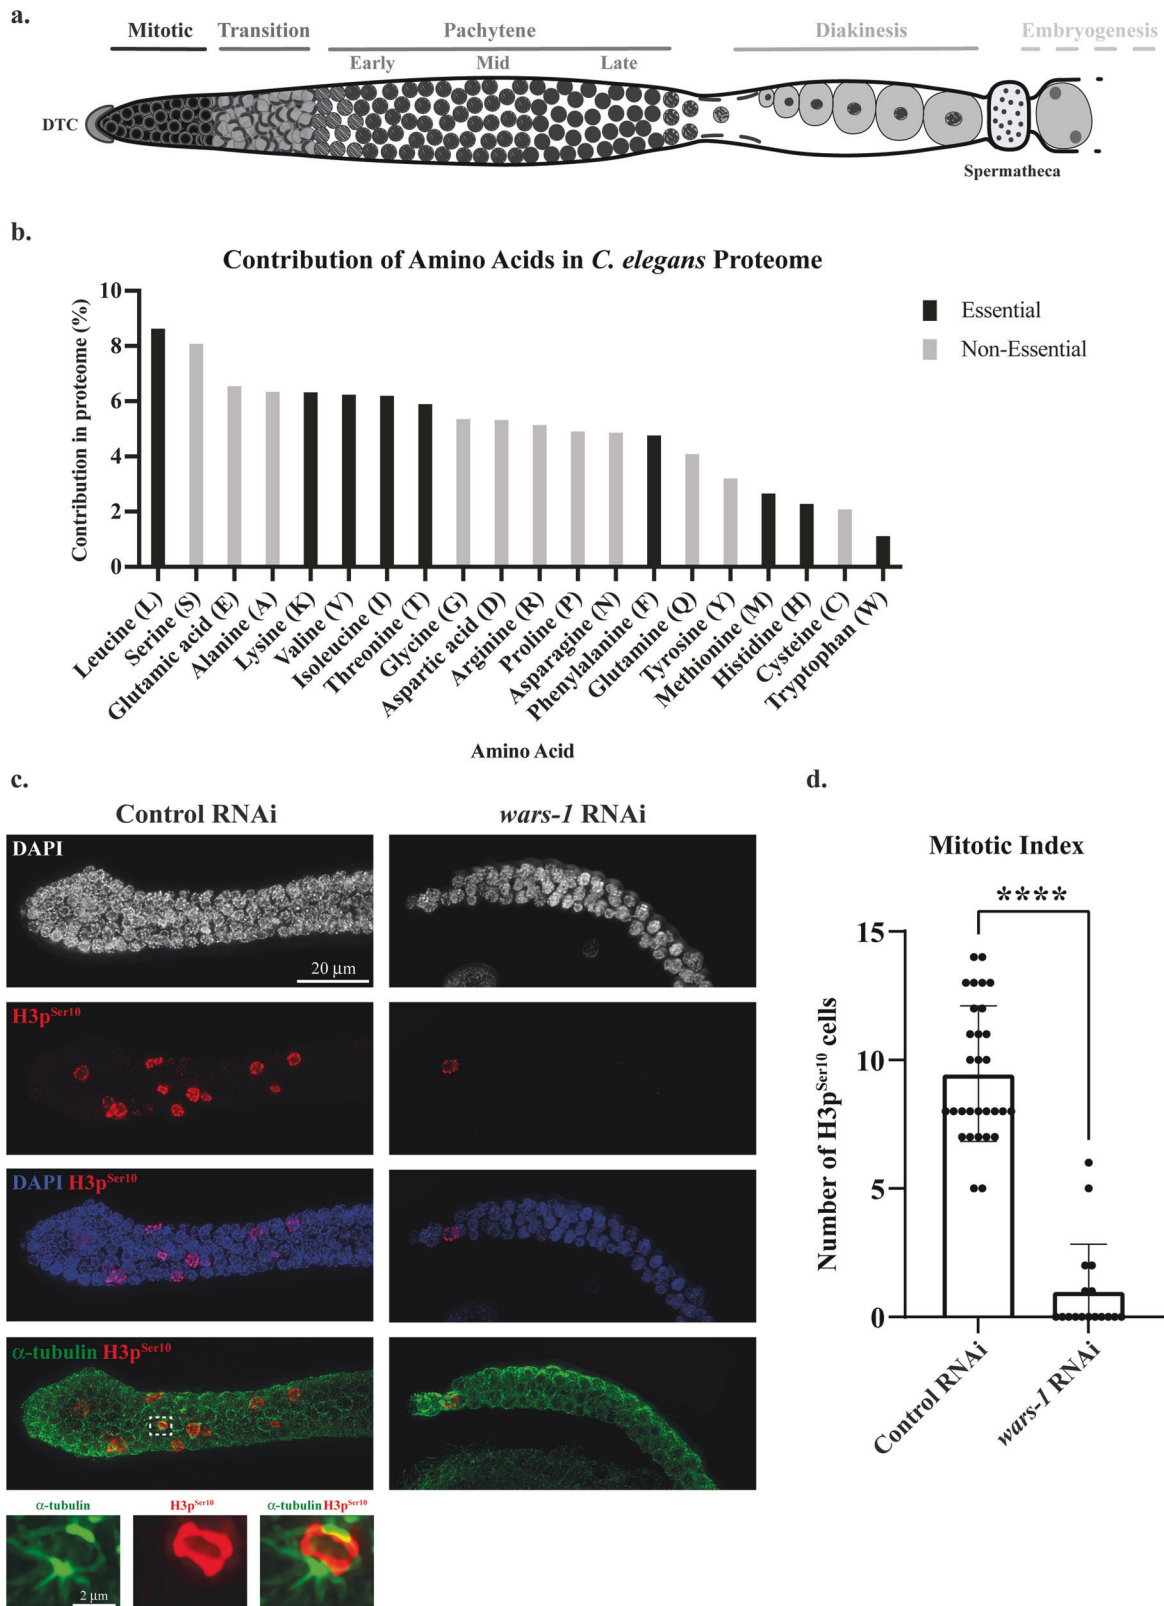 a.
Mitotic Transition Pachytene Diakinesis Embryogenesis
Early Mid Late
DTC
Spermatheca
b.
Contribution of Amino Acids in C. elegans Proteome
Contribution in proteome (%)
10
8
6
4
2
0
Essential
Non-Essential
Leucine (L)
Serine (S)
Glutamic acid (E)
Alanine (A)
Lysine (K)
Valine (V)
Isoleucine (I)
Threonine (T)
Glycine (G)
Aspartic acid (D)
Arginine (R)
Proline (P)
Asparagine (N)
Phenylalanine (F)
Glutamine (Q)
Tyrosine (Y)
Methionine (M)
Histidine (H)
Cysteine (C)
Tryptophan (W)
Amino Acid
c.
Control RNAi wars-1 RNAi
DAPI
20 μm
H3pSer10
DAPI H3pSer10
α-tubulin H3pSer10
α-tubulin H3pSer10 α-tubulin H3pSer10
2 μm
d.
Mitotic Index
****
Number of H3pSer10 cells
15
10
5
0
Control RNAi
wars-1 RNAi